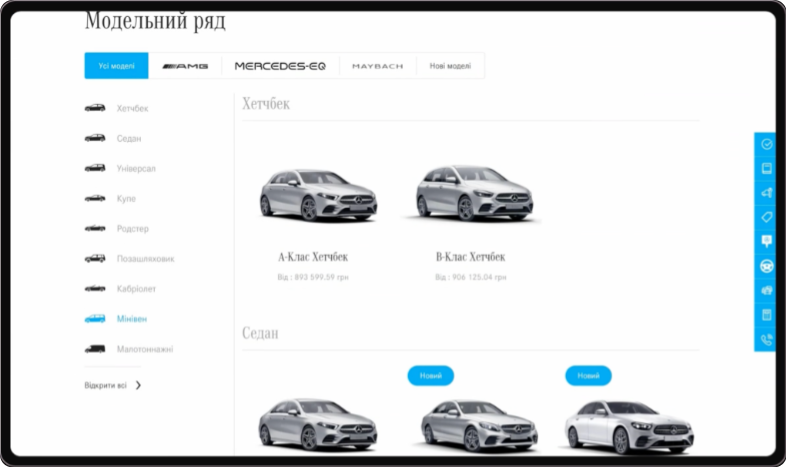 Модельний ряд
Усі моделі
AMG
MERCEDES-EQ
MAYBACH
Нові моделі
Хетчбек
Седан
Універсал
Купе
Родстер
Позашляховик
Кабріолет
Мінівен
Малотоннажні
Відкрити всі
Хетчбек
А-Клас Хетчбек
Від : 893 599.59 грн
В-Клас Хетчбек
Від : 906 125.04 грн
Седан
Новий
Новий